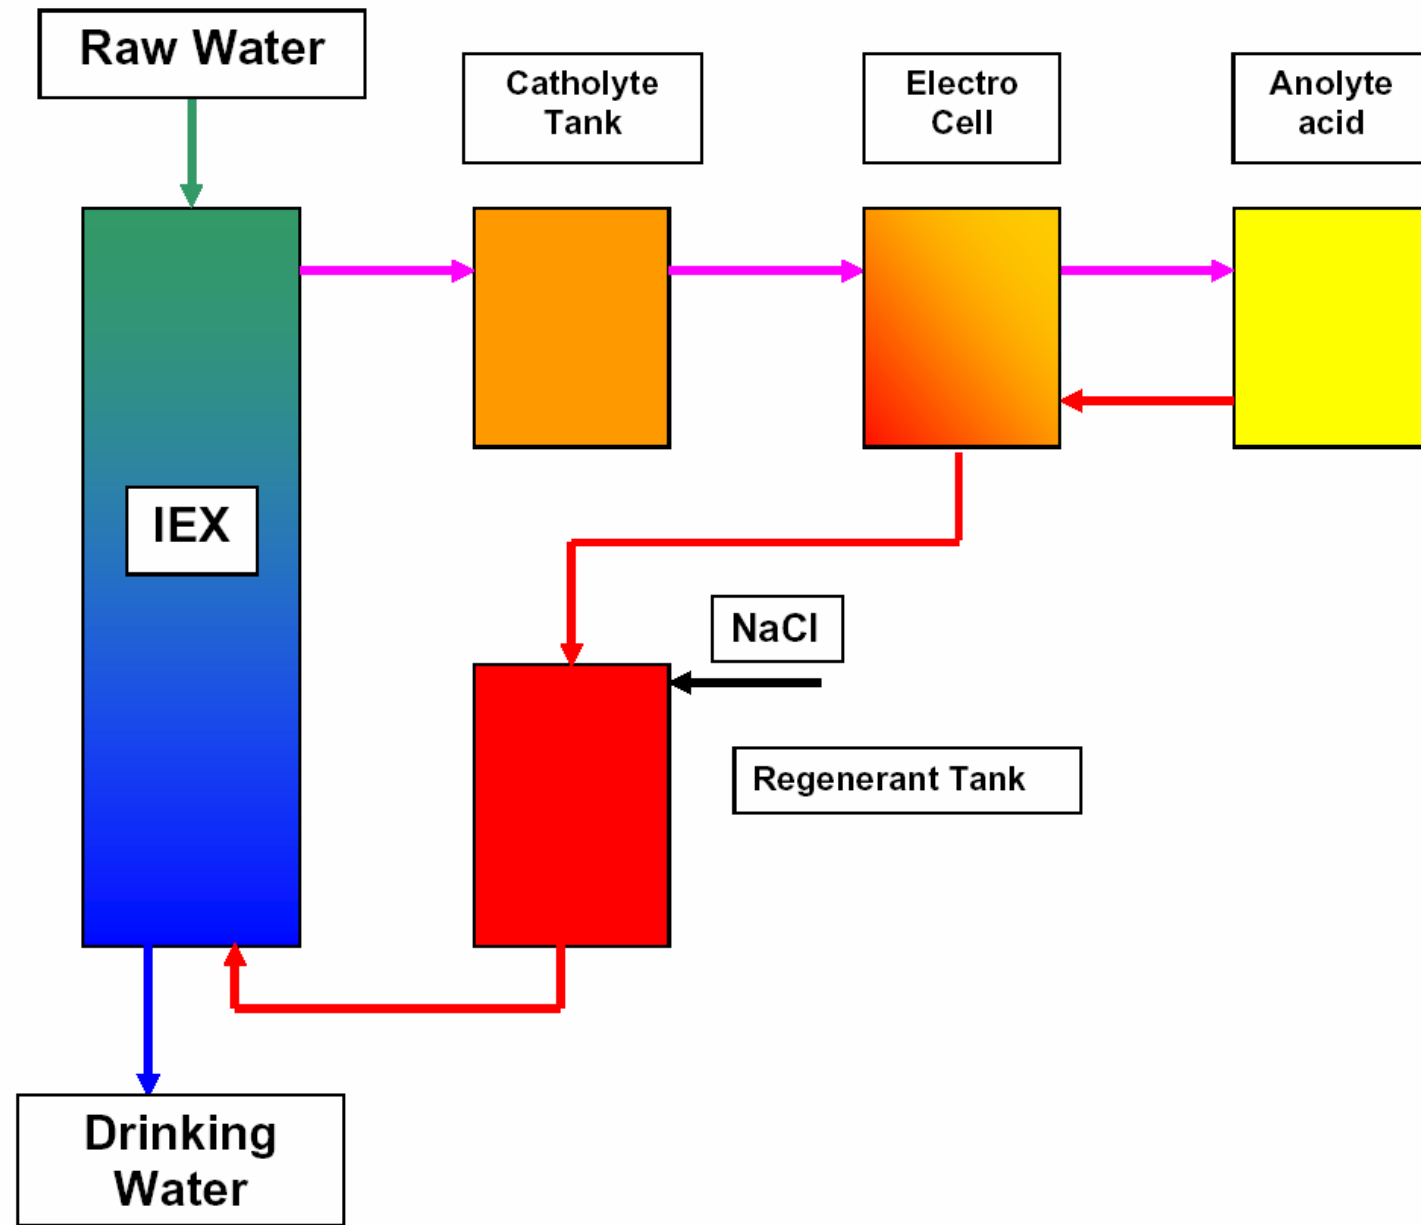 Raw Water
Catholyte
Tank
Electro
Cell
Anolyte
acid
IEX
NaCl
Regenerant Tank
Drinking
Water